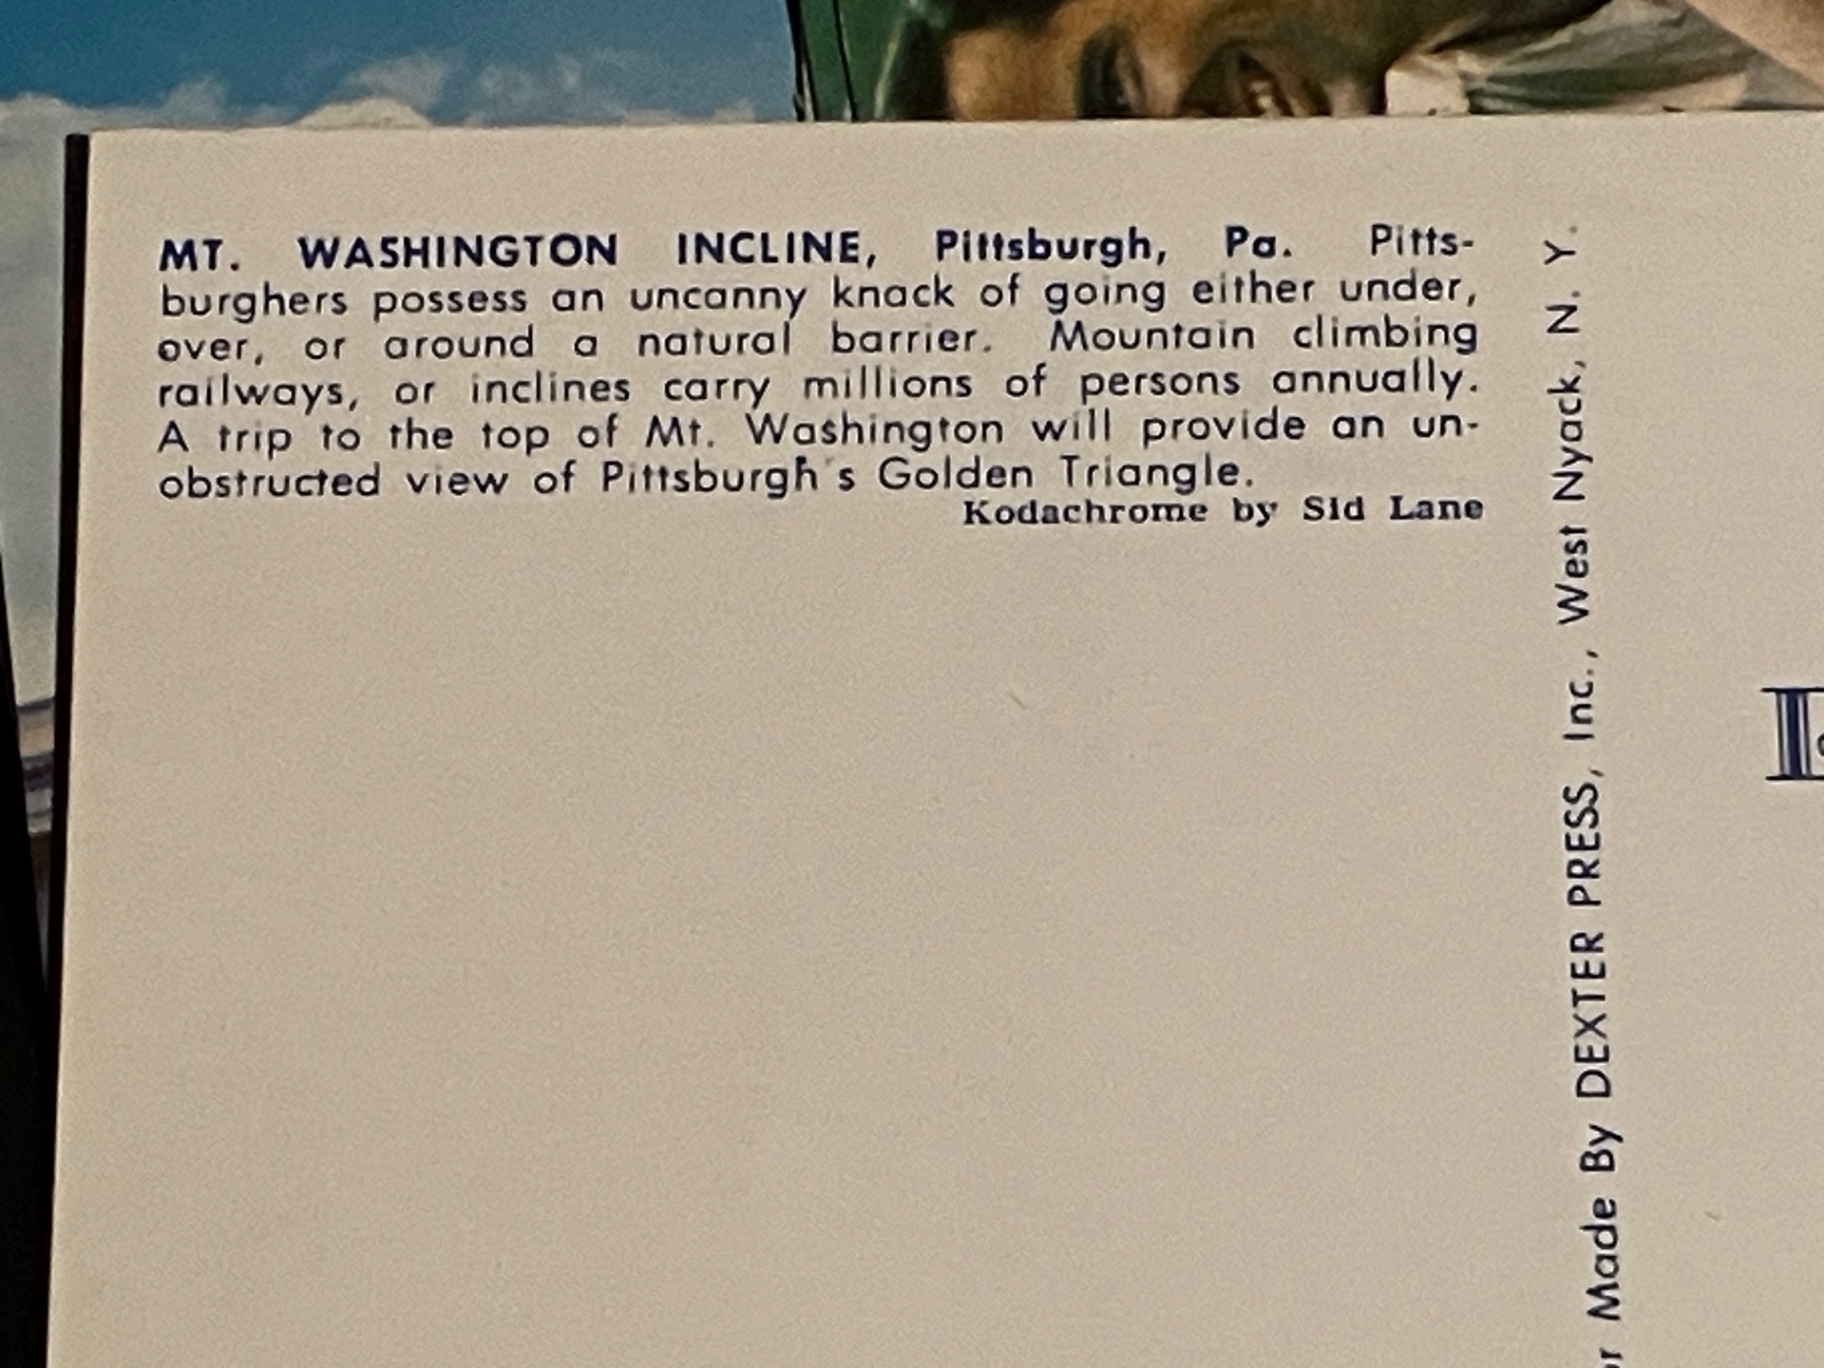 MT. WASHINGTON INCLINE, Pittsburgh, Pa. Pitts-
burghers possess an uncanny knack of going either under,
over, or around a natural barrier. Mountain climbing
railways, or inclines carry millions of persons annually.
A trip to the top of Mt. Washington will provide an un-
obstructed view of Pittsburgh's Golden Triangle.
Kodachrome by Sid Lane
Made By DEXTER PRESS, Inc., West Nyack, N. Y.